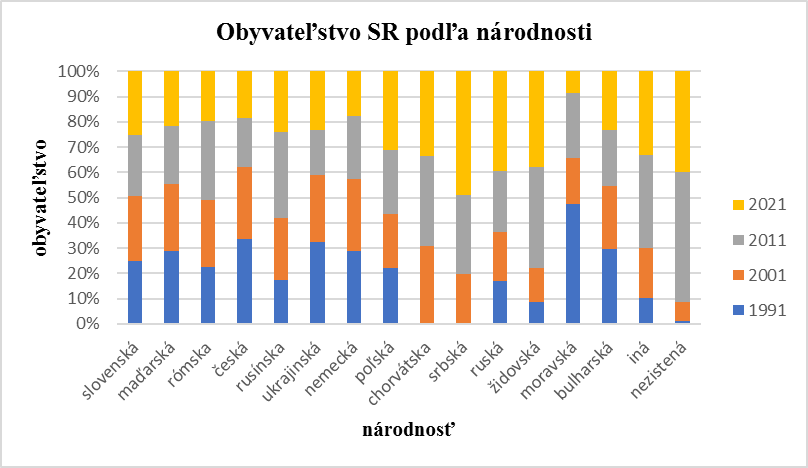 Obyvateľstvo SR podľa národnosti
100%
90%
80%
70%
60%
50%
40%
30%
20%
10%
0%
obyvateľstvo
slovenská
maďarská
rómska
česká
rusínska
ukrajinská
nemecká
poľská
chorvátska
srbská
ruská
židovská
moravská
bulharská
iná
nezistená
národnosť
2021
2011
2001
1991